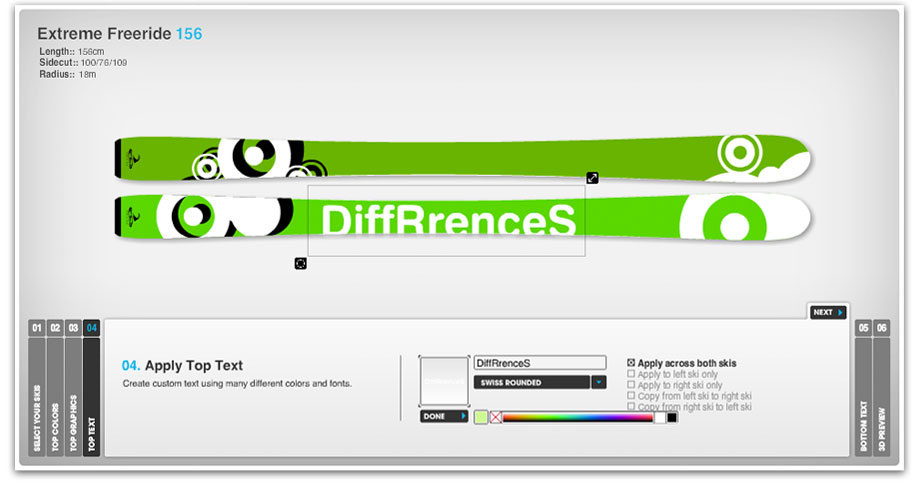 Extreme Freeride 156
Length:: 156cm
Sidecut:: 100/76/109
Radius:: 18m
DiffRrenceS
NEXT
01
02
03
04
SELECT YOUR SKIS
TOP COLORS
TOP GRAPHICS
TOP TEXT
04. Apply Top Text
Create custom text using many different colors and fonts.
DiffRrenceS
DiffRrenceS
SWISS ROUNDED
DONE
Apply across both skis
Apply to left ski only
Apply to right ski only
Copy from left ski to right ski
Copy from right ski to left ski
05
06
BOTTOM TEXT
3D PREVIEW